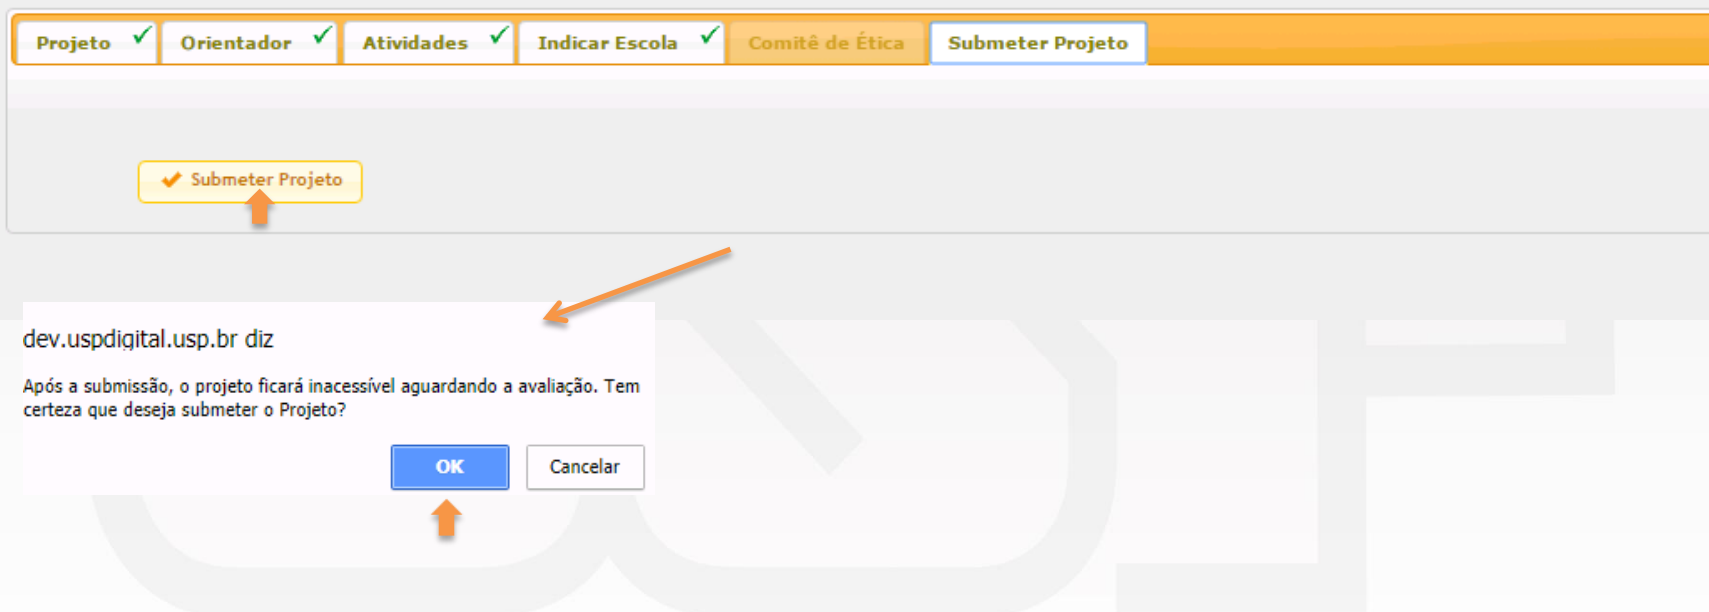 Projeto Orientador Atividades Indicar Escola Comitê de Ética Submeter Projeto
Submeter Projeto
dev.uspdigital.usp.br diz
Após a submissão, o projeto ficará inacessível aguardando a avaliação. Tem
certeza que deseja submeter o Projeto?
OK Cancelar